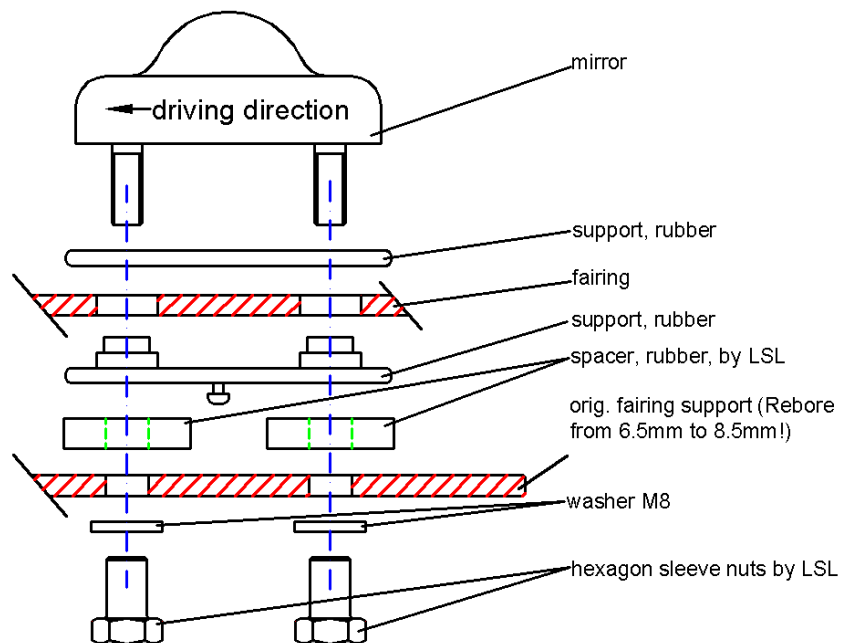 mirror
driving direction
support, rubber
fairing
support, rubber
spacer, rubber, by LSL
orig. fairing support (Rebore
from 6.5mm to 8.5mm!)
washer M8
hexagon sleeve nuts by LSL